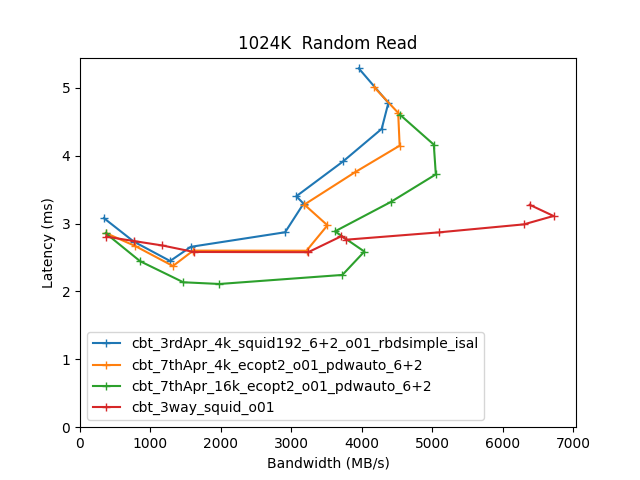 1024K  Random Read
Latency (ms)
5
4
3
2
1
0
cbt_3rdApr_4k_squid192_6+2_o01_rbdsimple_isal
cbt_7thApr_4k_ecopt2_o01_pdwauto_6+2
cbt_7thApr_16k_ecopt2_o01_pdwauto_6+2
cbt_3way_squid_o01
0 1000 2000 3000 4000 5000 6000 7000
Bandwidth (MB/s)